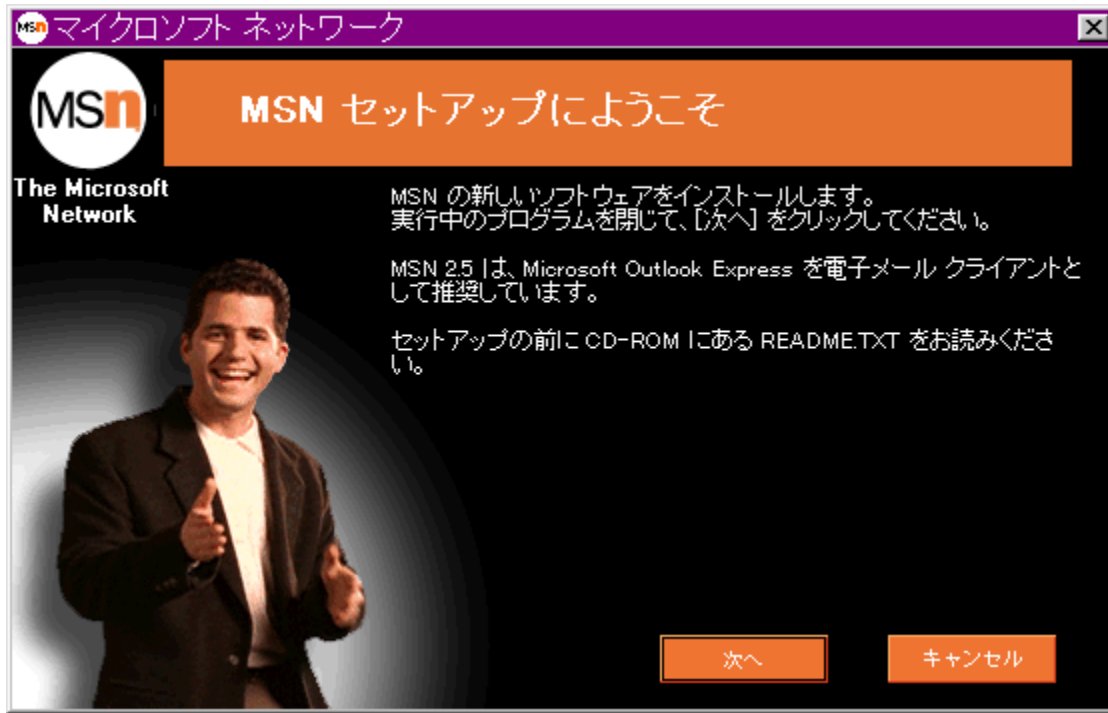 マイクロソフト ネットワーク
MSN
MSN セットアップにようこそ
The Microsoft
Network
MSN の新しいソフトウェアをインストールします。
実行中のプログラムを閉じて、[次へ] をクリックしてください。
MSN 2.5 は、Microsoft Outlook Express を電子メール クライアントと
して推奨しています。
セットアップの前に CD-ROM にある README.TXT をお読みくださ
い。
次へ
キャンセル